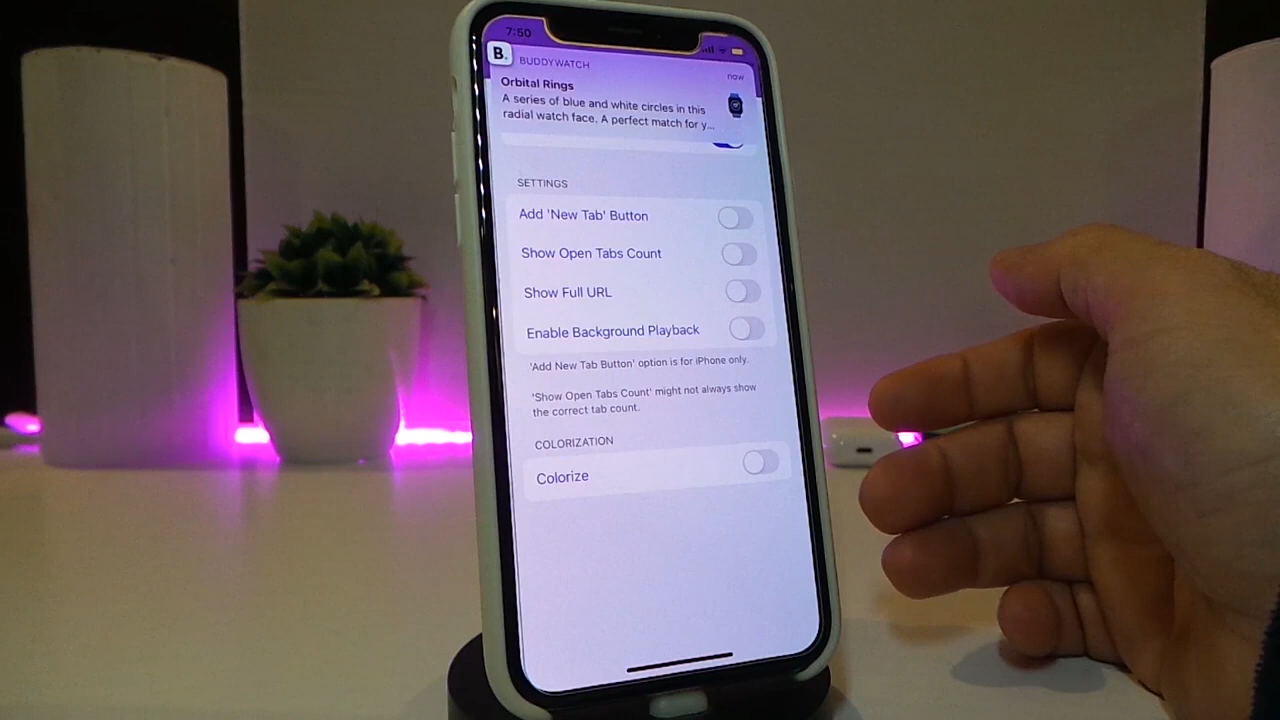 7:50
B. BUDDYWATCH
now
Orbital Rings
A series of blue and white circles in this
radial watch face. A perfect match for y...
SETTINGS
Add 'New Tab' Button
Show Open Tabs Count
Show Full URL
Enable Background Playback
'Add New Tab Button' option is for iPhone only.
'Show Open Tabs Count' might not always show
the correct tab count.
COLORIZATION
Colorize